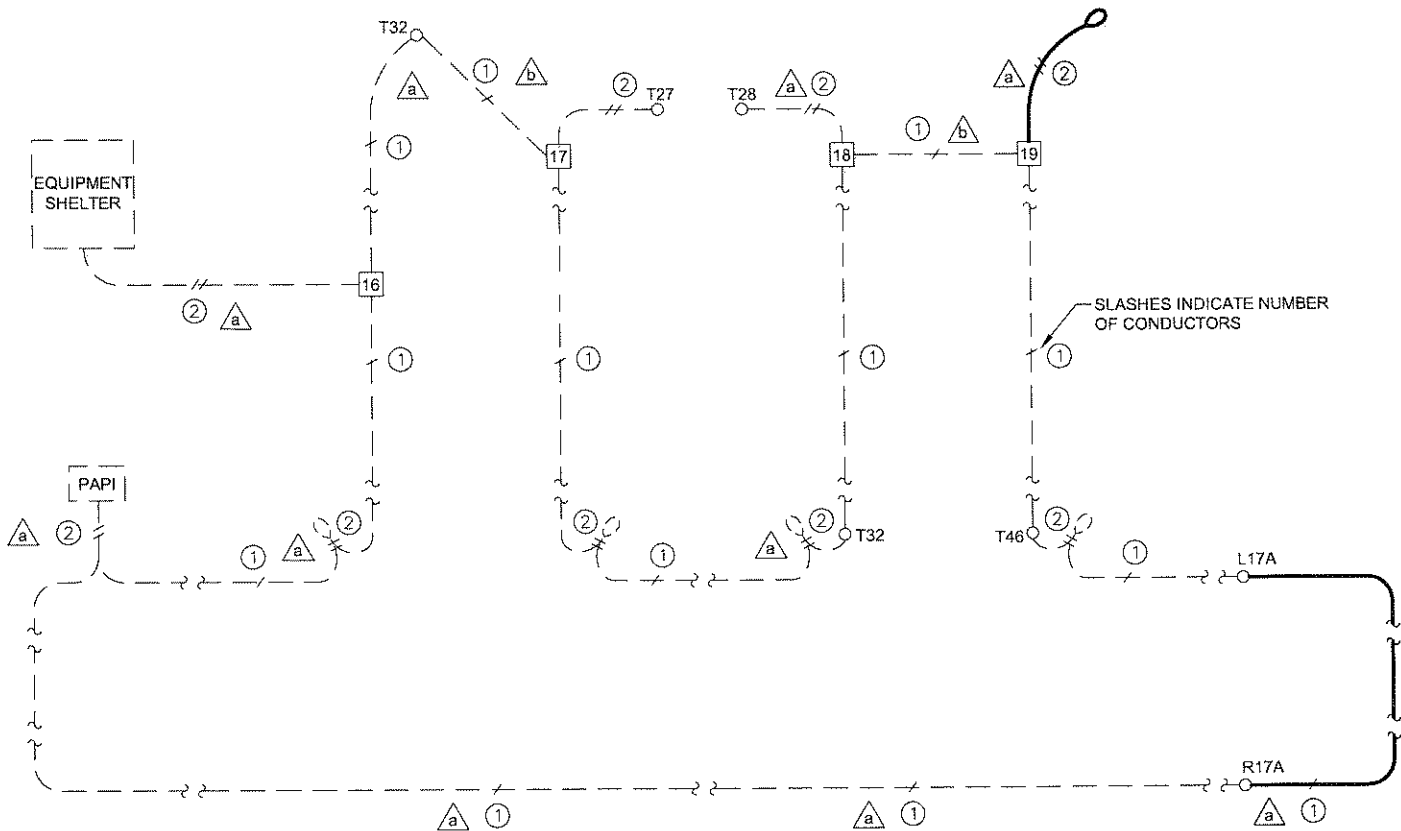 T32
1
b
a
2
T27
T28
a
2
a
2
1
b
1
17
18
19
EQUIPMENT
SHELTER
16
2
a
SLASHES INDICATE NUMBER
OF CONDUCTORS
1
1
1
1
PAPI
a
2
1
a
2
2
1
a
2
T32
T46
2
1
L17A
R17A
a
1
a
1
a
1